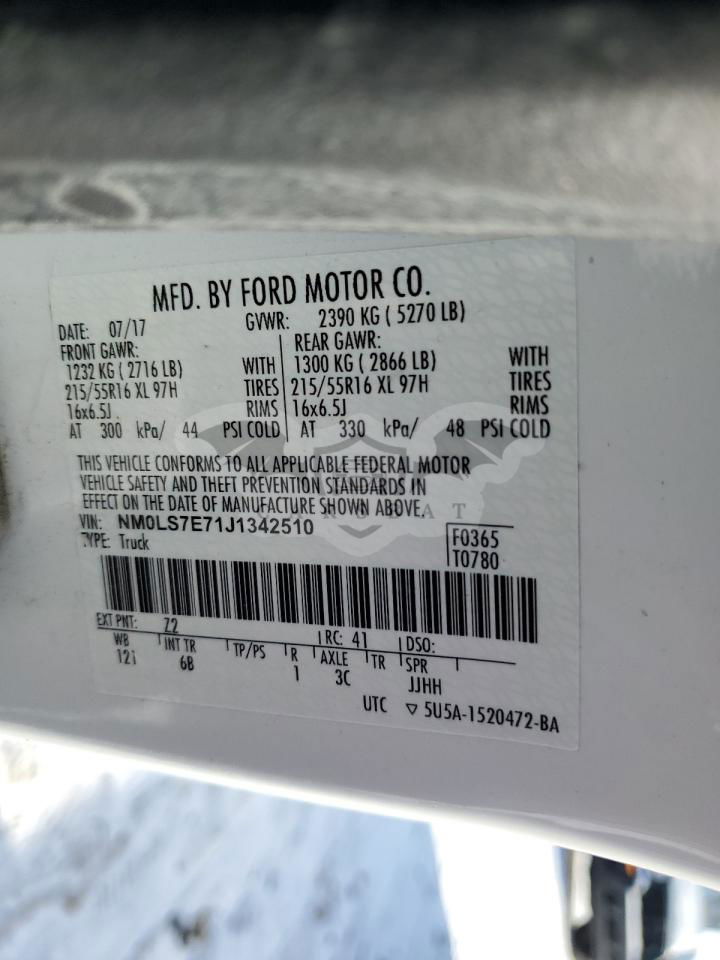 MFD. BY FORD MOTOR CO.
DATE: 07/17 GVWR: 2390 KG ( 5270 LB)
FRONT GAWR: REAR GAWR:
1232 KG ( 2716 LB) WITH 1300 KG ( 2866 LB) WITH
215/55R16 XL 97H TIRES 215/55R16 XL 97H TIRES
16x6.5J RIMS 16x6.5J RIMS
AT 300 kPa/ 44 PSI COLD AT 330 kPa/ 48 PSI COLD
THIS VEHICLE CONFORMS TO ALL APPLICABLE FEDERAL MOTOR
VEHICLE SAFETY AND THEFT PREVENTION STANDARDS IN
EFFECT ON THE DATE OF MANUFACTURE SHOWN ABOVE.
VIN: NM0LS7E71J1342510 F0365
TYPE: Truck T0780
EXT PNT: Z2 RC: 41 DSO:
WB INT TR TP/PS R AXLE TR SPR
121 6B 1 3C JJHH
UTC ▽ 5U5A-1520472-BA